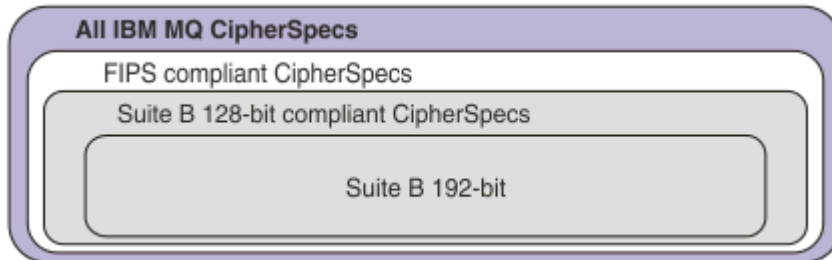 All IBM MQ CipherSpecs
FIPS compliant CipherSpecs
Suite B 128-bit compliant CipherSpecs
Suite B 192-bit